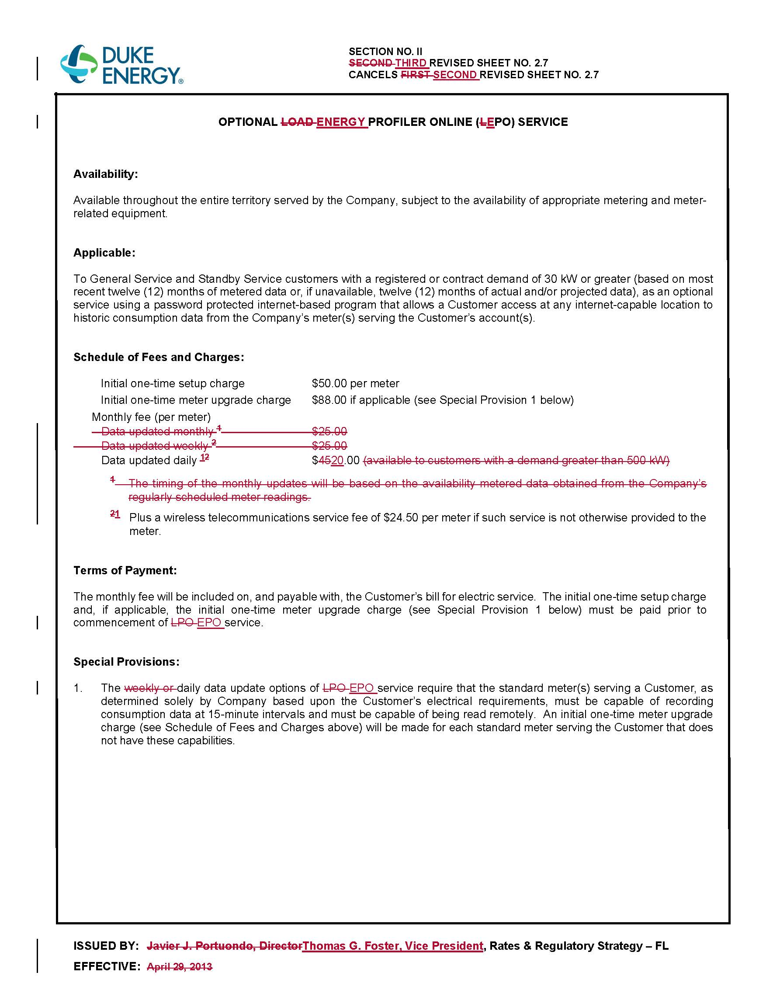 DUKE
ENERGY®
SECTION NO. II
SECOND THIRD REVISED SHEET NO. 2.7
CANCELS FIRST SECOND REVISED SHEET NO. 2.7
OPTIONAL LOAD ENERGY PROFILER ONLINE (LEPO) SERVICE
Availability:
Available throughout the entire territory served by the Company, subject to the availability of appropriate metering and meter-
related equipment.
Applicable:
To General Service and Standby Service customers with a registered or contract demand of 30 kW or greater (based on most
recent twelve (12) months of metered data or, if unavailable, twelve (12) months of actual and/or projected data), as an optional
service using a password protected internet-based program that allows a Customer access at any internet-capable location to
historic consumption data from the Company's meter(s) serving the Customer's account(s).
Schedule of Fees and Charges:
Initial one-time setup charge $50.00 per meter
Initial one-time meter upgrade charge $88.00 if applicable (see Special Provision 1 below)
Monthly fee (per meter)
Data updated monthly 1 $25.00
Data updated weekly 2 $25.00
Data updated daily 12 $4520.00 (available to customers with a demand greater than 500 kW)
1 The timing of the monthly updates will be based on the availability metered data obtained from the Company's
regularly scheduled meter readings.
21 Plus a wireless telecommunications service fee of $24.50 per meter if such service is not otherwise provided to the
meter.
Terms of Payment:
The monthly fee will be included on, and payable with, the Customer's bill for electric service. The initial one-time setup charge
and, if applicable, the initial one-time meter upgrade charge (see Special Provision 1 below) must be paid prior to
commencement of LPO EPO service.
Special Provisions:
1. The weekly or daily data update options of LPO EPO service require that the standard meter(s) serving a Customer, as
determined solely by Company based upon the Customer's electrical requirements, must be capable of recording
consumption data at 15-minute intervals and must be capable of being read remotely. An initial one-time meter upgrade
charge (see Schedule of Fees and Charges above) will be made for each standard meter serving the Customer that does
not have these capabilities.
ISSUED BY: Javier J. Portuondo, DirectorThomas G. Foster, Vice President, Rates & Regulatory Strategy – FL
EFFECTIVE: April 29, 2013